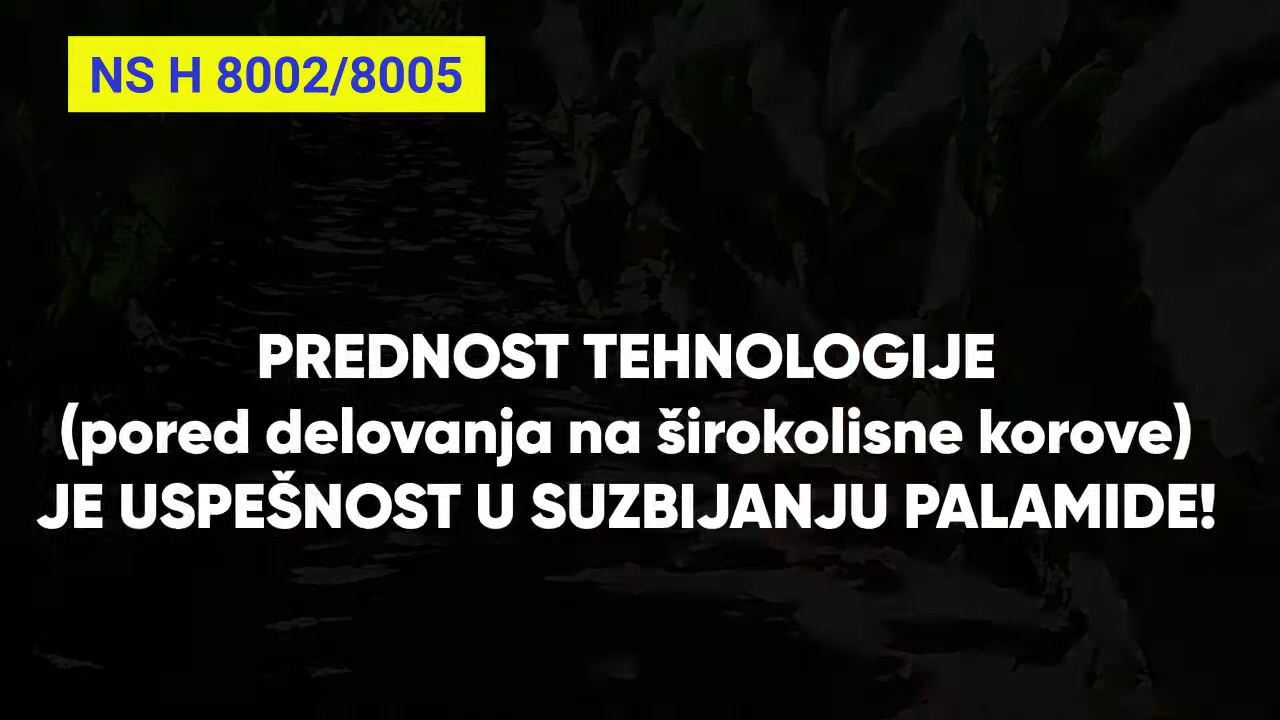 NS H 8002/8005
PREDNOST TEHNOLOGIJE
(pored delovanja na širokolisne korove)
JE USPEŠNOST U SUZBIJANJU PALAMIDE!